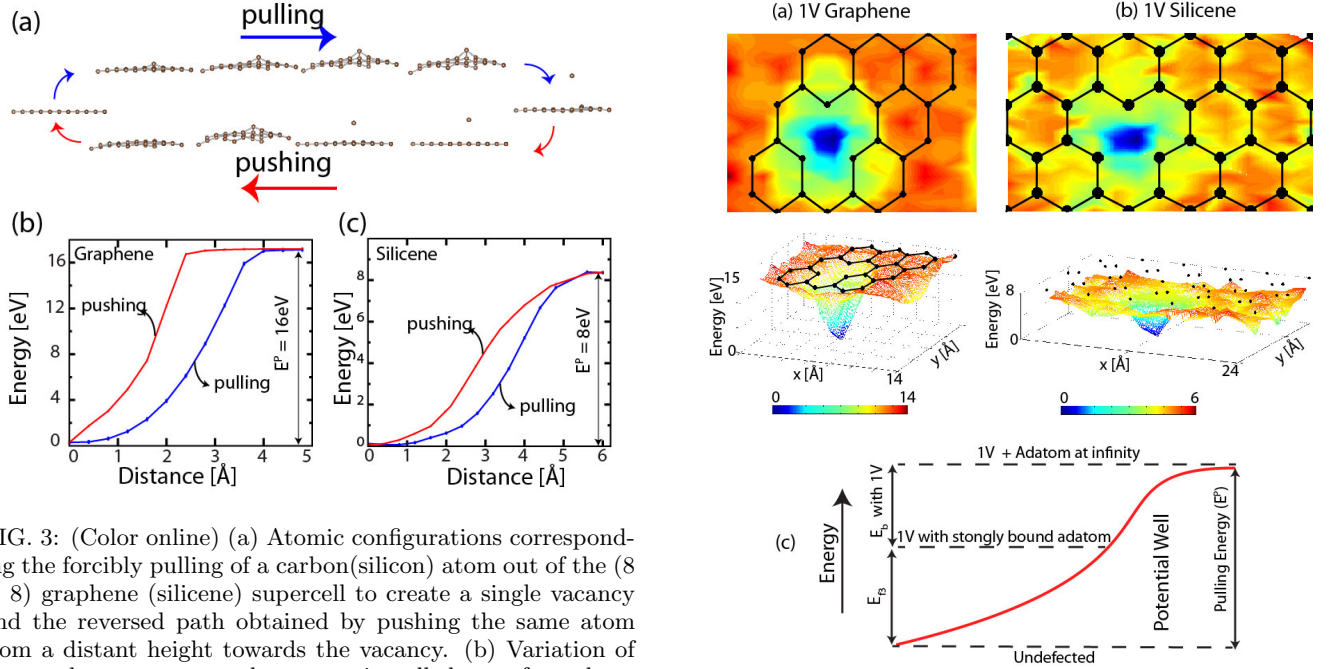 (a)
pulling
pushing
(b)
Graphene
pushing
pulling
Eᴾ = 16eV
Energy [eV]
16
12
8
4
0
0 1 2 3 4 5
Distance [Å]
(c)
Silicene
pushing
pulling
Eᴾ = 8eV
Energy [eV]
8
6
4
2
0
0 1 2 3 4 5 6
Distance [Å]
IG. 3: (Color online) (a) Atomic configurations correspond-
ng the forcibly pulling of a carbon(silicon) atom out of the (8
8) graphene (silicene) supercell to create a single vacancy
nd the reversed path obtained by pushing the same atom
om a distant height towards the vacancy. (b) Variation of
(a) 1V Graphene
(b) 1V Silicene
Energy [eV]
15
0
x [Å]
14
y [Å]
0 14
Energy [eV]
8
0
x [Å]
24
y [Å]
0 6
(c)
Energy
1V + Adatom at infinity
E_b with 1V
1V with stongly bound adatom
E_f3
Potential Well
Pulling Energy (Eᴾ)
Undefected